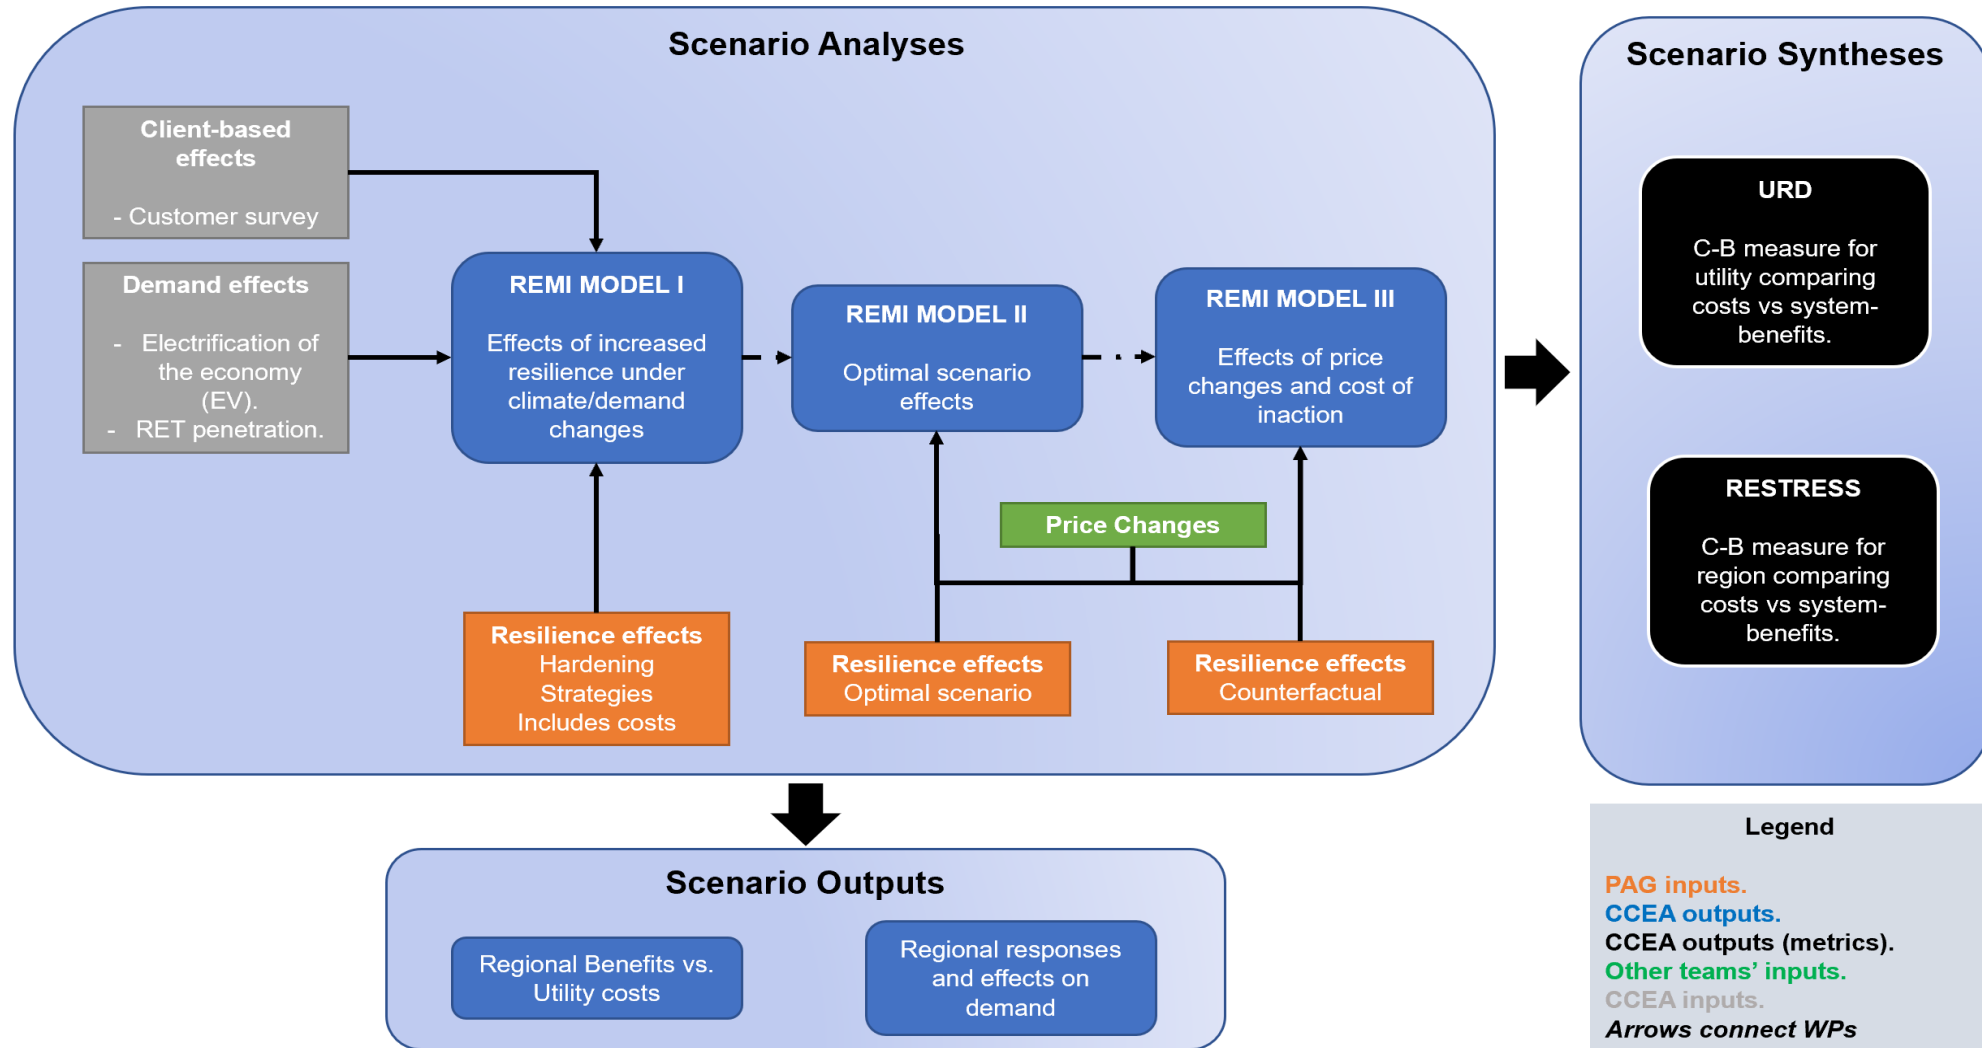 Scenario Analyses
Client-based
effects
- Customer survey
Demand effects
- Electrification of
the economy
(EV).
- RET penetration.
REMI MODEL I
Effects of increased
resilience under
climate/demand
changes
REMI MODEL II
Optimal scenario
effects
REMI MODEL III
Effects of price
changes and cost of
inaction
Price Changes
Resilience effects
Hardening
Strategies
Includes costs
Resilience effects
Optimal scenario
Resilience effects
Counterfactual
Scenario Syntheses
URD
C-B measure for
utility comparing
costs vs system-
benefits.
RESTRESS
C-B measure for
region comparing
costs vs system-
benefits.
Scenario Outputs
Regional Benefits vs.
Utility costs
Regional responses
and effects on
demand
Legend
PAG inputs.
CCEA outputs.
CCEA outputs (metrics).
Other teams’ inputs.
CCEA inputs.
Arrows connect WPs